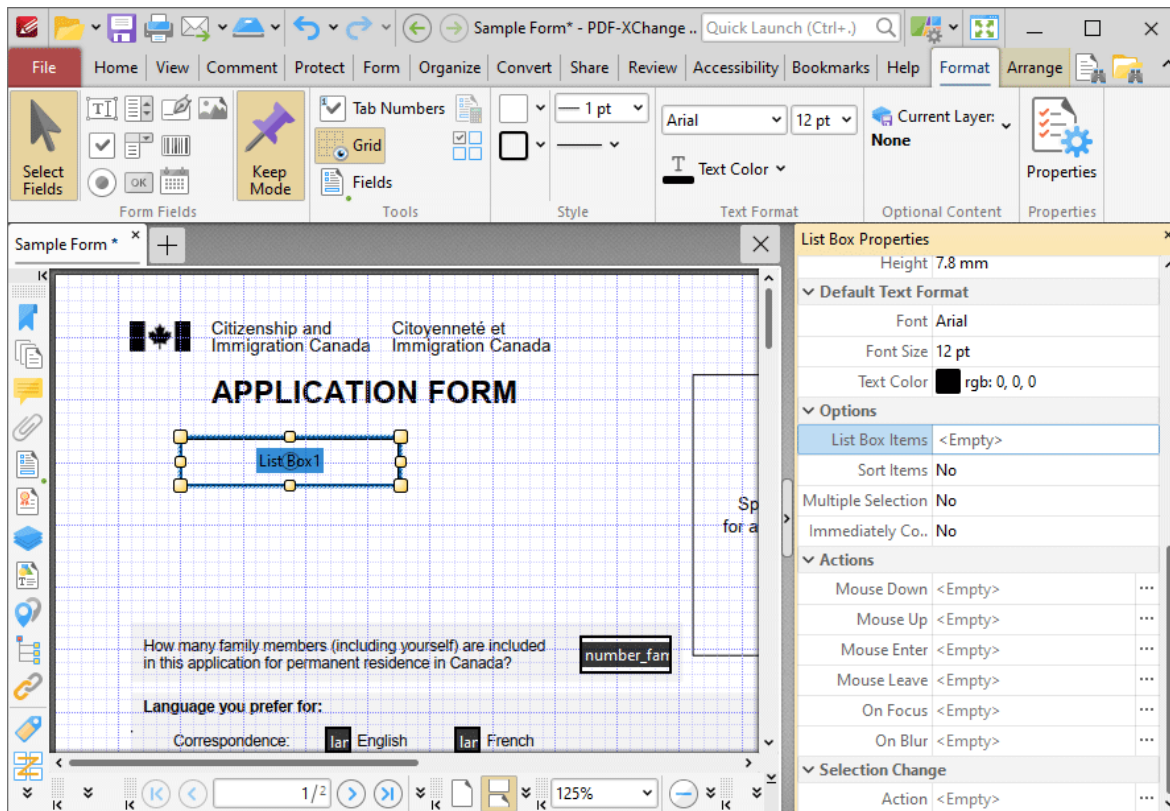 Sample Form* - PDF-XChange ..
Quick Launch (Ctrl+.)
File Home View Comment Protect Form Organize Convert Share Review Accessibility Bookmarks Help Format Arrange
Select Fields
OK
Keep Mode
Form Fields
Tab Numbers
Grid
Fields
Tools
1 pt
Style
Arial
12 pt
Text Color
Text Format
Current Layer:
None
Optional Content
Properties
Properties
Sample Form *
Citizenship and Immigration Canada
Citoyenneté et Immigration Canada
APPLICATION FORM
List Box1
Sp
for a
How many family members (including yourself) are included
in this application for permanent residence in Canada?
number_fam
Language you prefer for:
Correspondence: lar English lar French
1/2
125%
List Box Properties
Height 7.8 mm
Default Text Format
Font Arial
Font Size 12 pt
Text Color rgb: 0, 0, 0
Options
List Box Items <Empty>
Sort Items No
Multiple Selection No
Immediately Co.. No
Actions
Mouse Down <Empty> ...
Mouse Up <Empty> ...
Mouse Enter <Empty> ...
Mouse Leave <Empty> ...
On Focus <Empty> ...
On Blur <Empty> ...
Selection Change
Action <Empty> ...